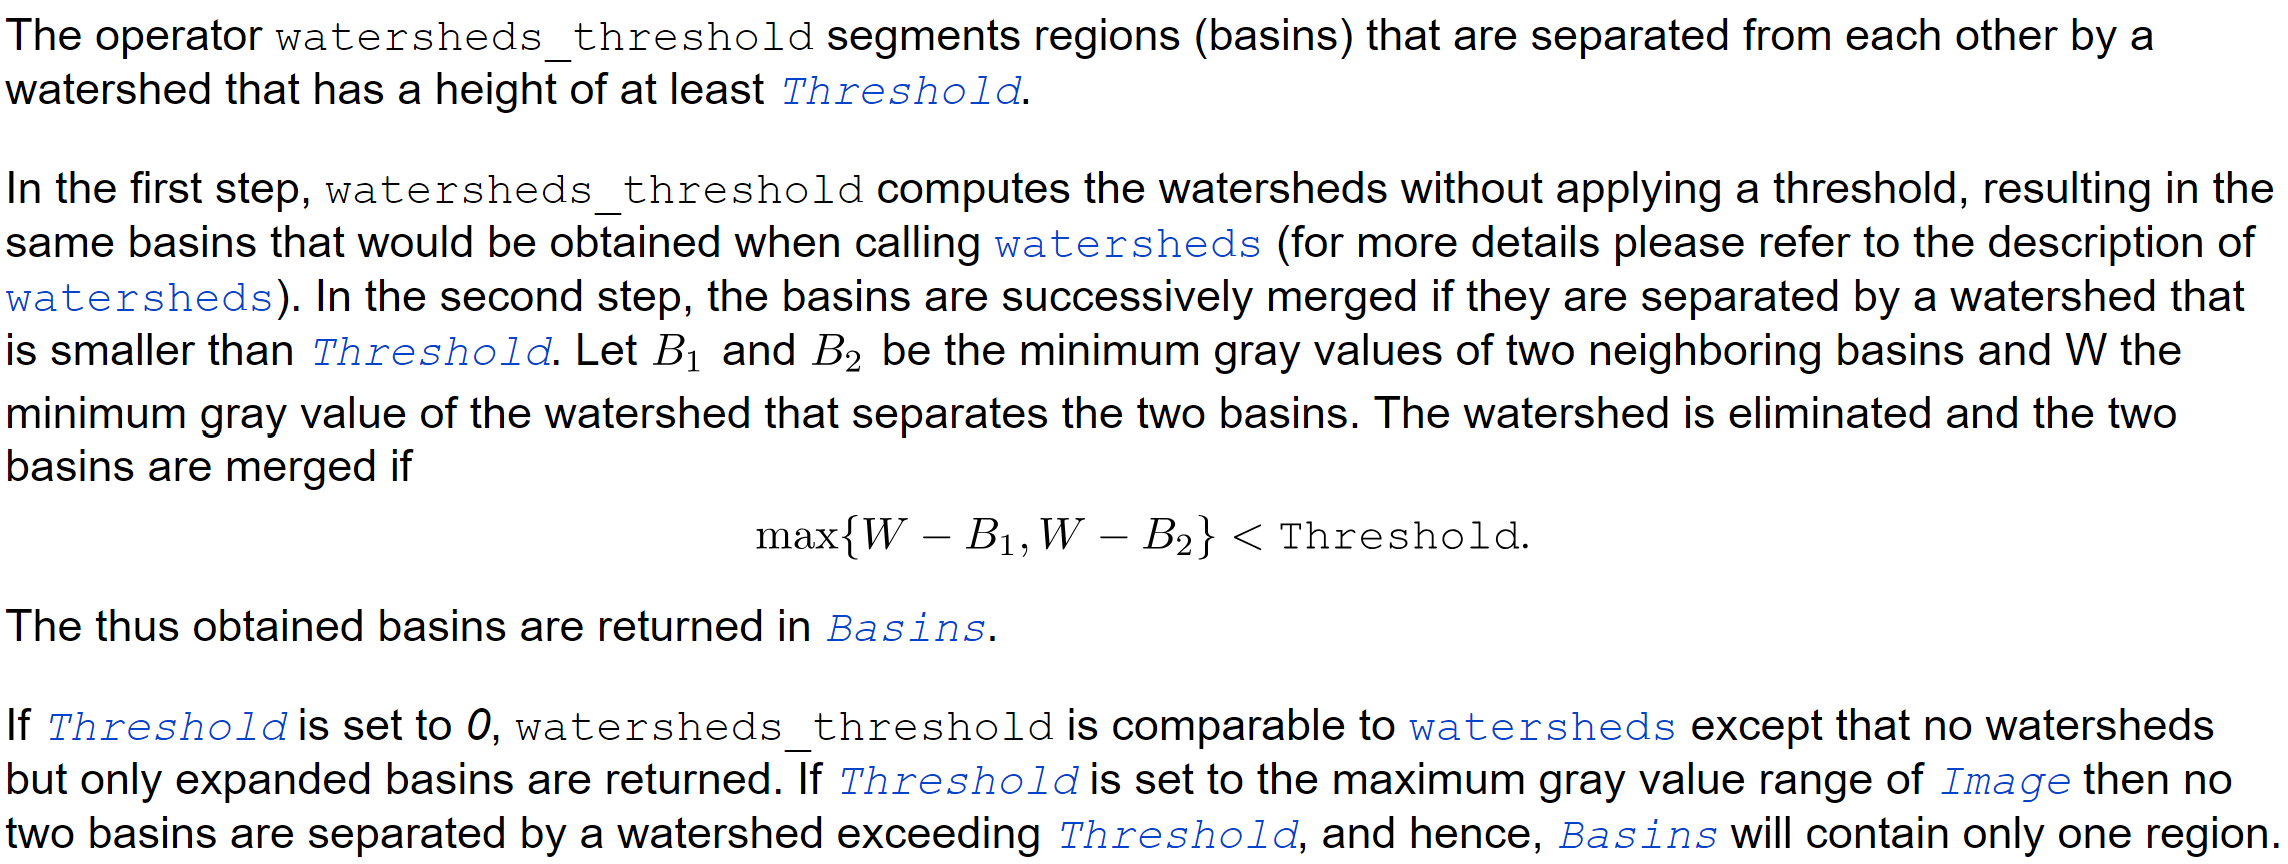 The operator watersheds_threshold segments regions (basins) that are separated from each other by a
watershed that has a height of at least Threshold.
In the first step, watersheds_threshold computes the watersheds without applying a threshold, resulting in the
same basins that would be obtained when calling watersheds (for more details please refer to the description of
watersheds). In the second step, the basins are successively merged if they are separated by a watershed that
is smaller than Threshold. Let B₁ and B₂ be the minimum gray values of two neighboring basins and W the
minimum gray value of the watershed that separates the two basins. The watershed is eliminated and the two
basins are merged if
max{W − B₁, W − B₂} < Threshold.
The thus obtained basins are returned in Basins.
If Threshold is set to 0, watersheds_threshold is comparable to watersheds except that no watersheds
but only expanded basins are returned. If Threshold is set to the maximum gray value range of Image then no
two basins are separated by a watershed exceeding Threshold, and hence, Basins will contain only one region.